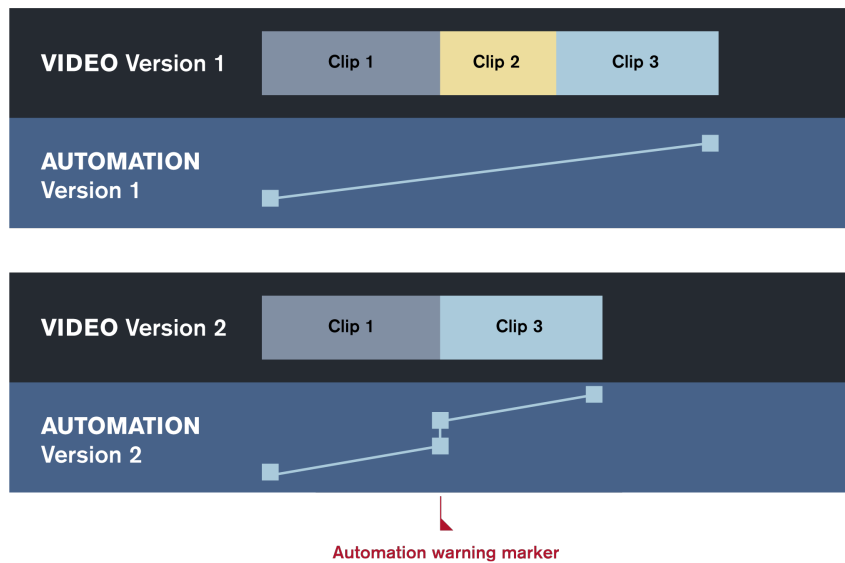 VIDEO Version 1
Clip 1
Clip 2
Clip 3
AUTOMATION
Version 1
VIDEO Version 2
Clip 1
Clip 3
AUTOMATION
Version 2
Automation warning marker